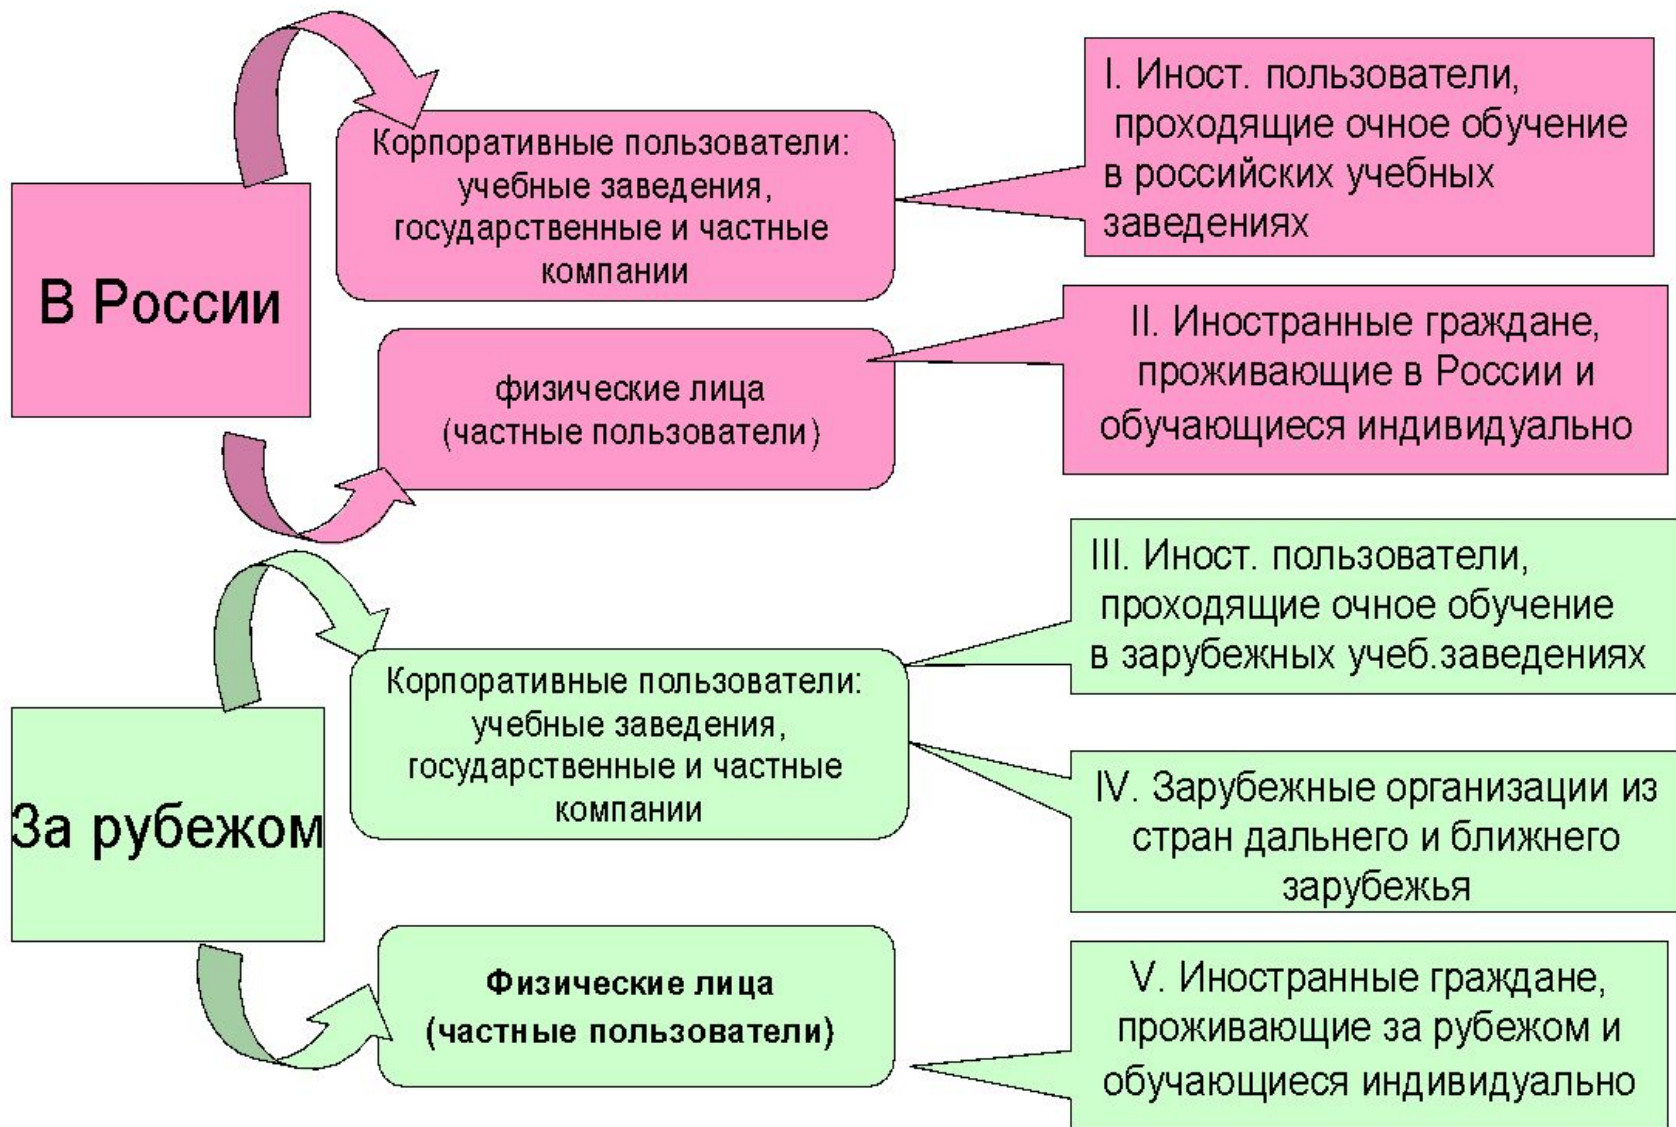 В России
Корпоративные пользователи:
учебные заведения,
государственные и частные
компании
I. Иност. пользователи,
проходящие очное обучение
в российских учебных
заведениях
физические лица
(частные пользователи)
II. Иностранные граждане,
проживающие в России и
обучающиеся индивидуально
За рубежом
Корпоративные пользователи:
учебные заведения,
государственные и частные
компании
III. Иност. пользователи,
проходящие очное обучение
в зарубежных учеб.заведениях
IV. Зарубежные организации из
стран дальнего и ближнего
зарубежья
Физические лица
(частные пользователи)
V. Иностранные граждане,
проживающие за рубежом и
обучающиеся индивидуально